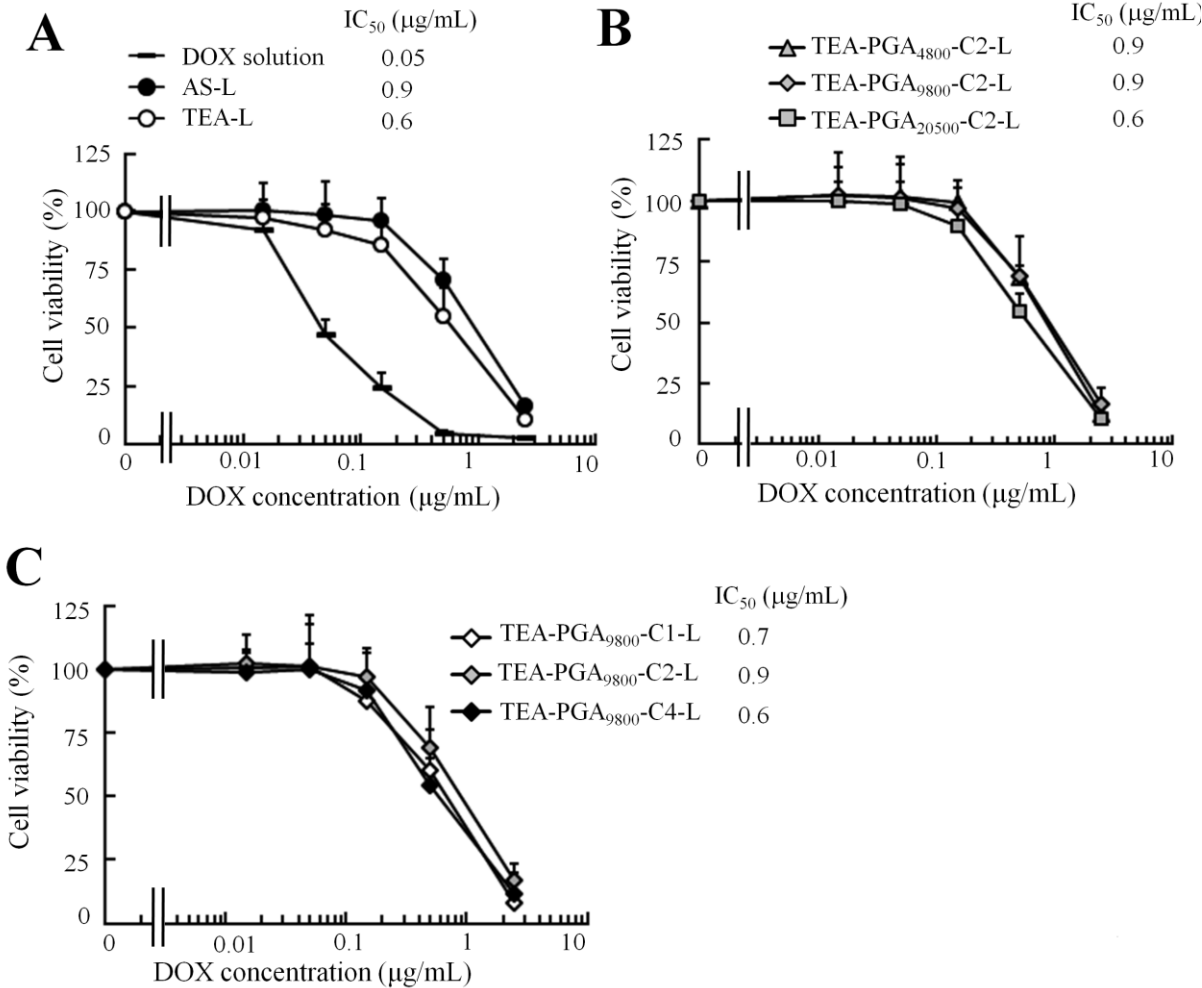 A
IC₅₀ (μg/mL)
DOX solution 0.05
AS-L 0.9
TEA-L 0.6
125
100
75
50
25
0
Cell viability (%)
0 0.01 0.1 1 10
DOX concentration (μg/mL)
B
IC₅₀ (μg/mL)
TEA-PGA₄₈₀₀-C2-L 0.9
TEA-PGA₉₈₀₀-C2-L 0.9
TEA-PGA₂₀₅₀₀-C2-L 0.6
125
100
75
50
25
0
Cell viability (%)
0 0.01 0.1 1 10
DOX concentration (μg/mL)
C
IC₅₀ (μg/mL)
TEA-PGA₉₈₀₀-C1-L 0.7
TEA-PGA₉₈₀₀-C2-L 0.9
TEA-PGA₉₈₀₀-C4-L 0.6
125
100
75
50
25
0
Cell viability (%)
0 0.01 0.1 1 10
DOX concentration (μg/mL)